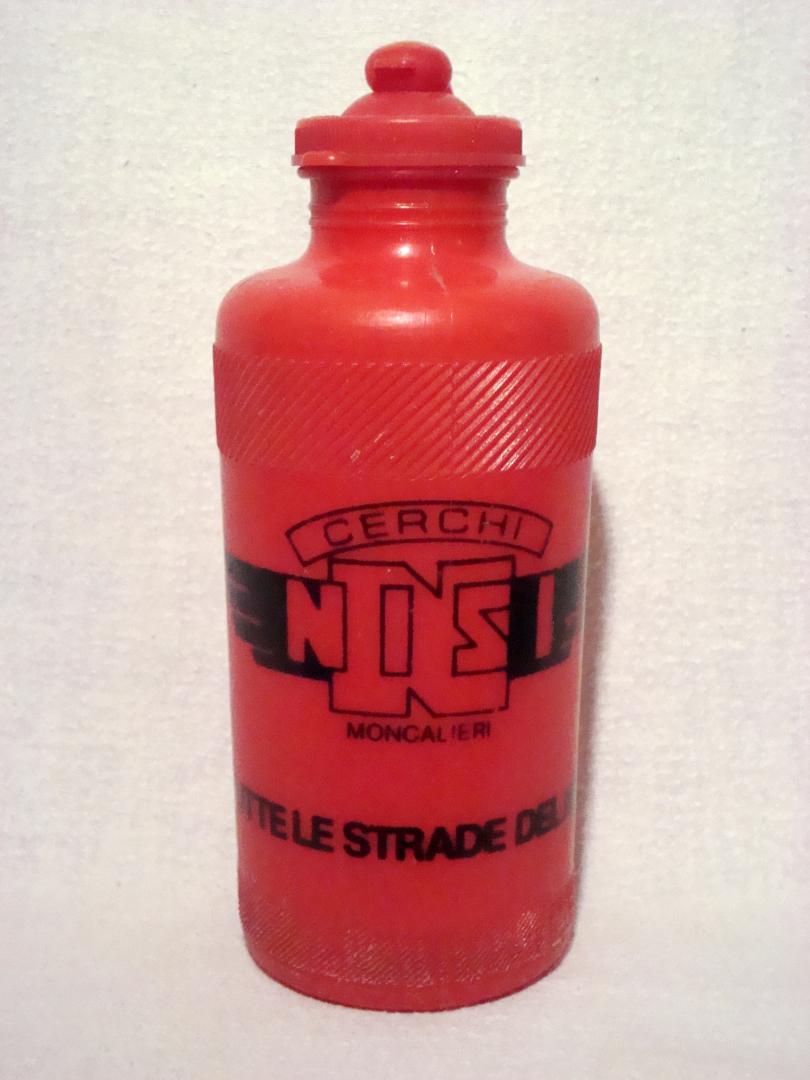 CERCHI
NISI
MONCALIERI
TTE LE STRADE DEL